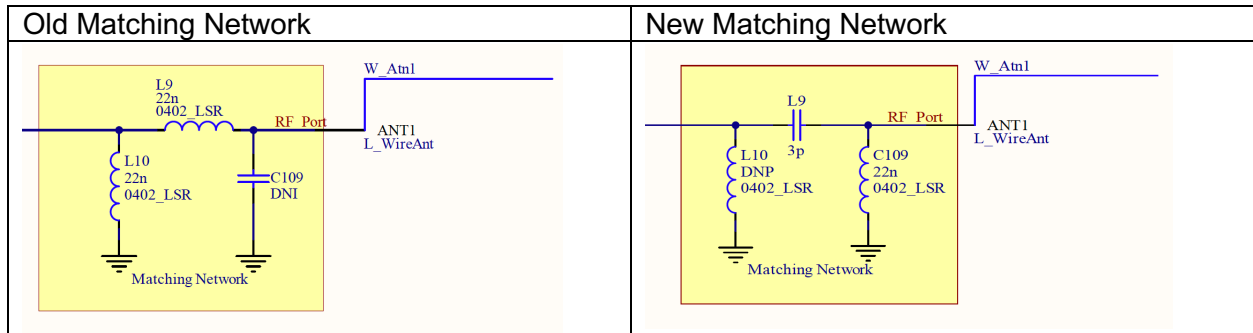 Old Matching Network
W_Atn1
L9
22n
0402_LSR
RF_Port
ANT1
L_WireAnt
L10
22n
0402_LSR
C109
DNI
Matching Network
New Matching Network
W_Atn1
L9
RF_Port
ANT1
L_WireAnt
3p
L10
DNP
0402_LSR
C109
22n
0402_LSR
Matching Network